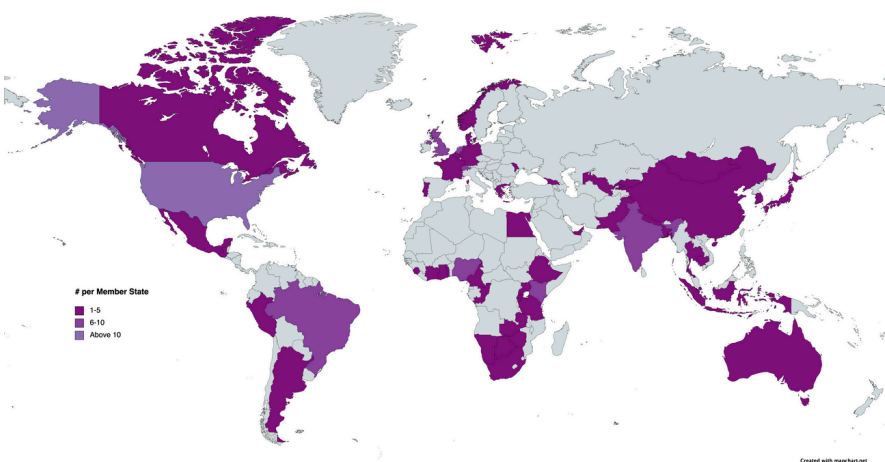 # per Member State
1-5
6-10
Above 10
Created with mapchart.net